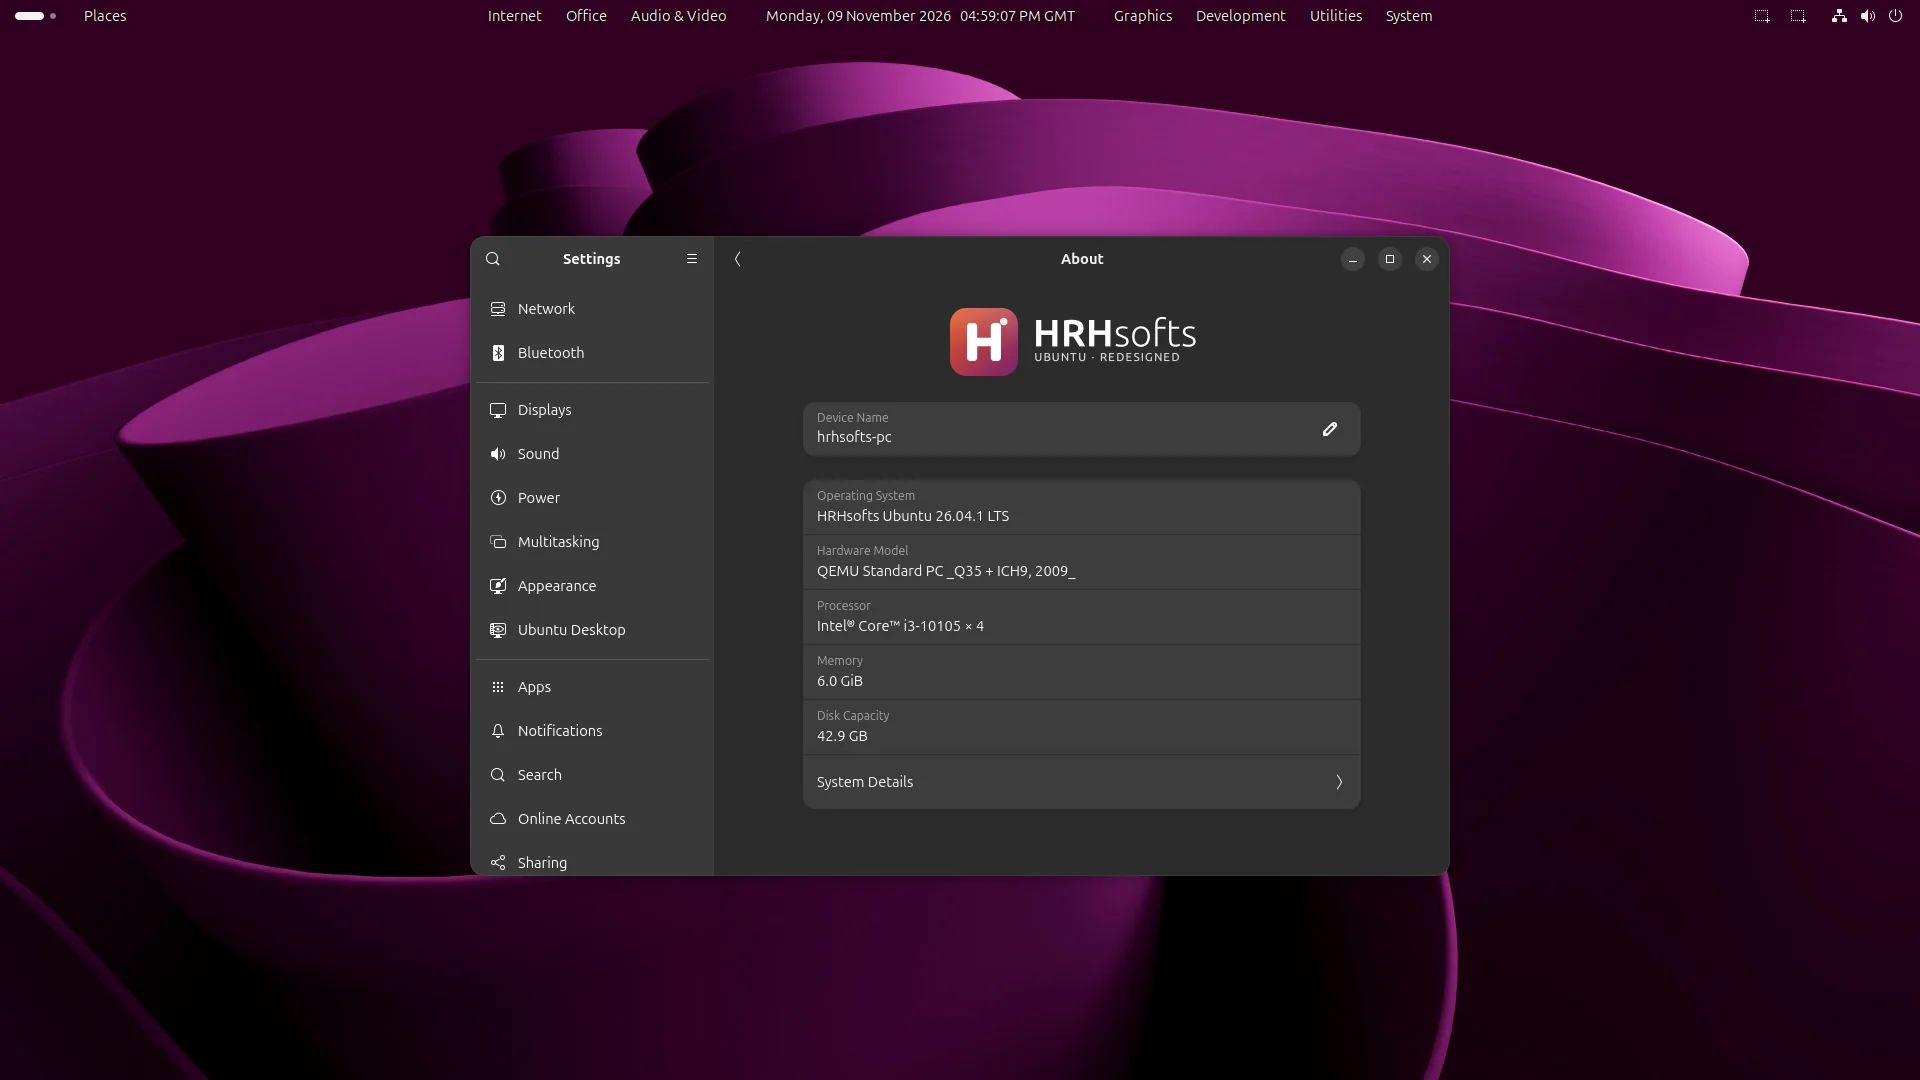 Places
Internet
Office
Audio & Video
Monday, 09 November 2026 04:59:07 PM GMT
Graphics
Development
Utilities
System
Settings
Network
Bluetooth
Displays
Sound
Power
Multitasking
Appearance
Ubuntu Desktop
Apps
Notifications
Search
Online Accounts
Sharing
About
H
HRHsofts
UBUNTU · REDESIGNED
Device Name
hrhsofts-pc
Operating System
HRHsofts Ubuntu 26.04.1 LTS
Hardware Model
QEMU Standard PC _Q35 + ICH9, 2009_
Processor
Intel® Core™ i3-10105 × 4
Memory
6.0 GiB
Disk Capacity
42.9 GB
System Details